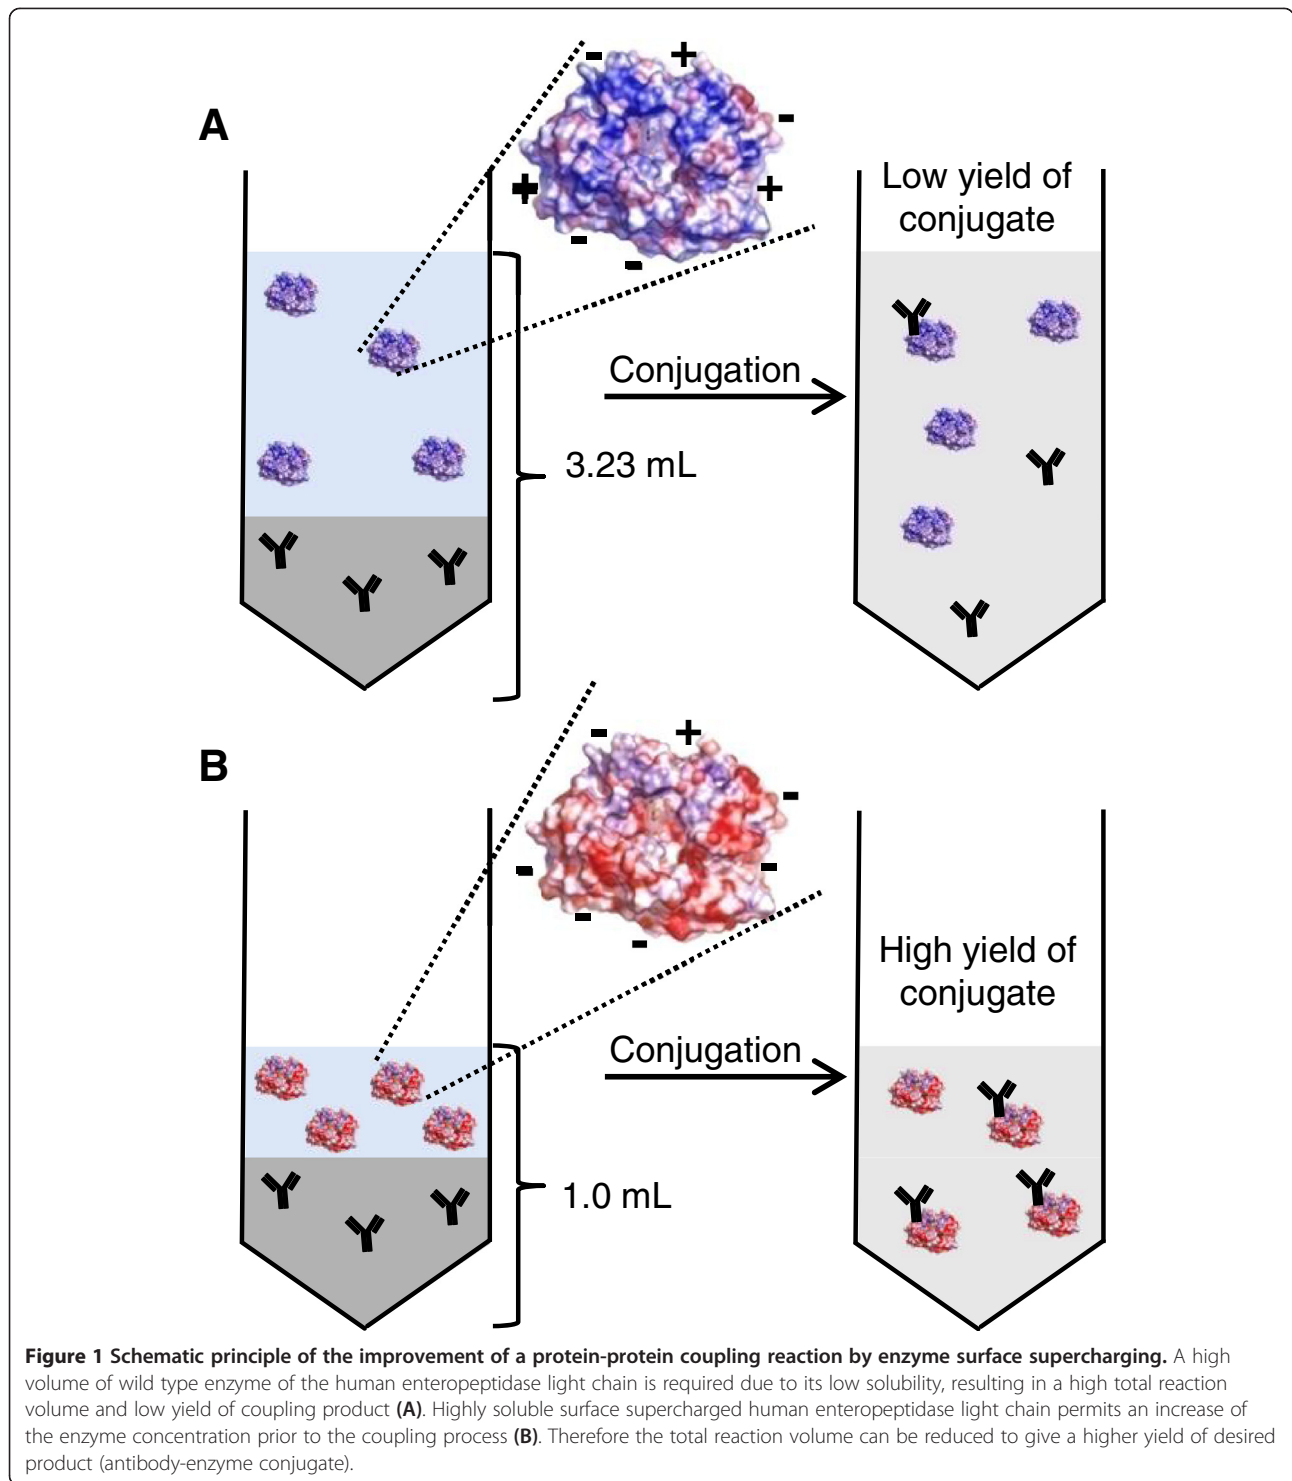 A
-
+
-
+
+
-
-
Low yield of
conjugate
Conjugation
3.23 mL
B
-
+
-
-
-
-
-
High yield of
conjugate
Conjugation
1.0 mL
Figure 1 Schematic principle of the improvement of a protein-protein coupling reaction by enzyme surface supercharging. A high
volume of wild type enzyme of the human enteropeptidase light chain is required due to its low solubility, resulting in a high total reaction
volume and low yield of coupling product (A). Highly soluble surface supercharged human enteropeptidase light chain permits an increase of
the enzyme concentration prior to the coupling process (B). Therefore the total reaction volume can be reduced to give a higher yield of desired
product (antibody-enzyme conjugate).